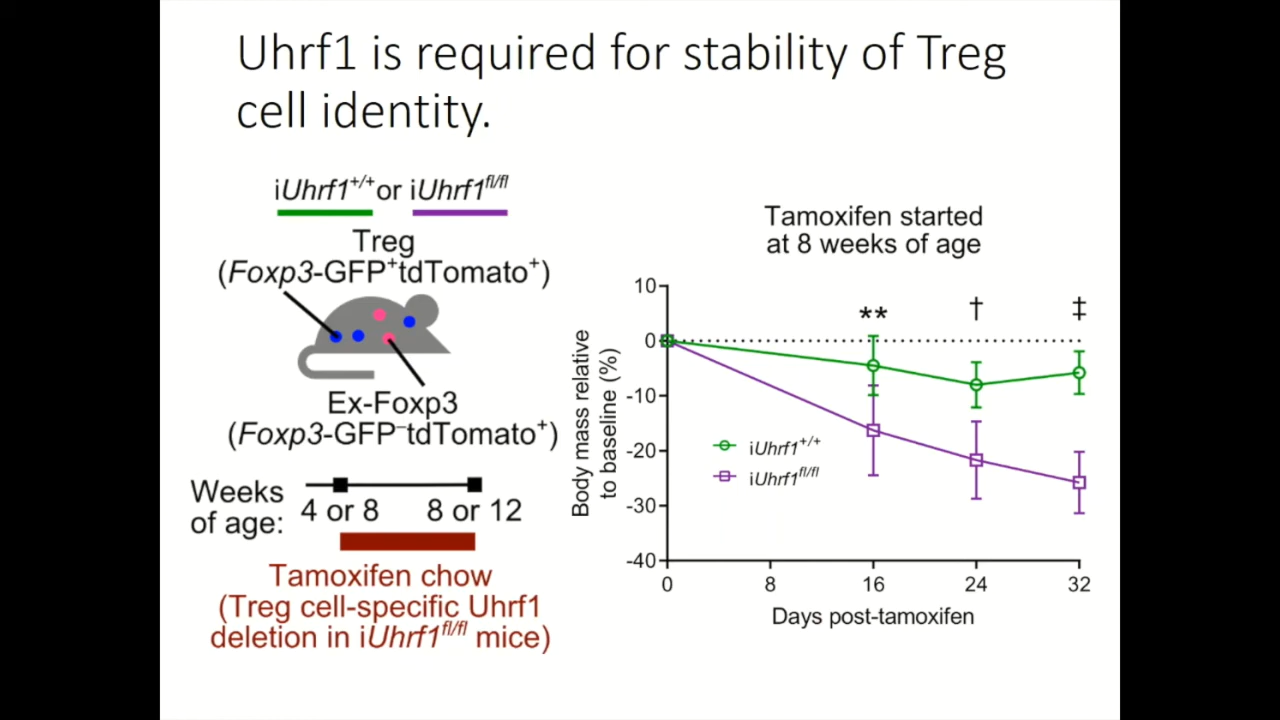 Uhrf1 is required for stability of Treg
cell identity.
iUhrf1+/+ or iUhrf1fl/fl
Treg
(Foxp3-GFP+tdTomato+)
Ex-Foxp3
(Foxp3-GFP–tdTomato+)
Weeks
of age:
4 or 8
8 or 12
Tamoxifen chow
(Treg cell-specific Uhrf1
deletion in iUhrf1fl/fl mice)
Tamoxifen started
at 8 weeks of age
Body mass relative
to baseline (%)
10
0
-10
-20
-30
-40
**
†
‡
iUhrf1+/+
iUhrf1fl/fl
0 8 16 24 32
Days post-tamoxifen